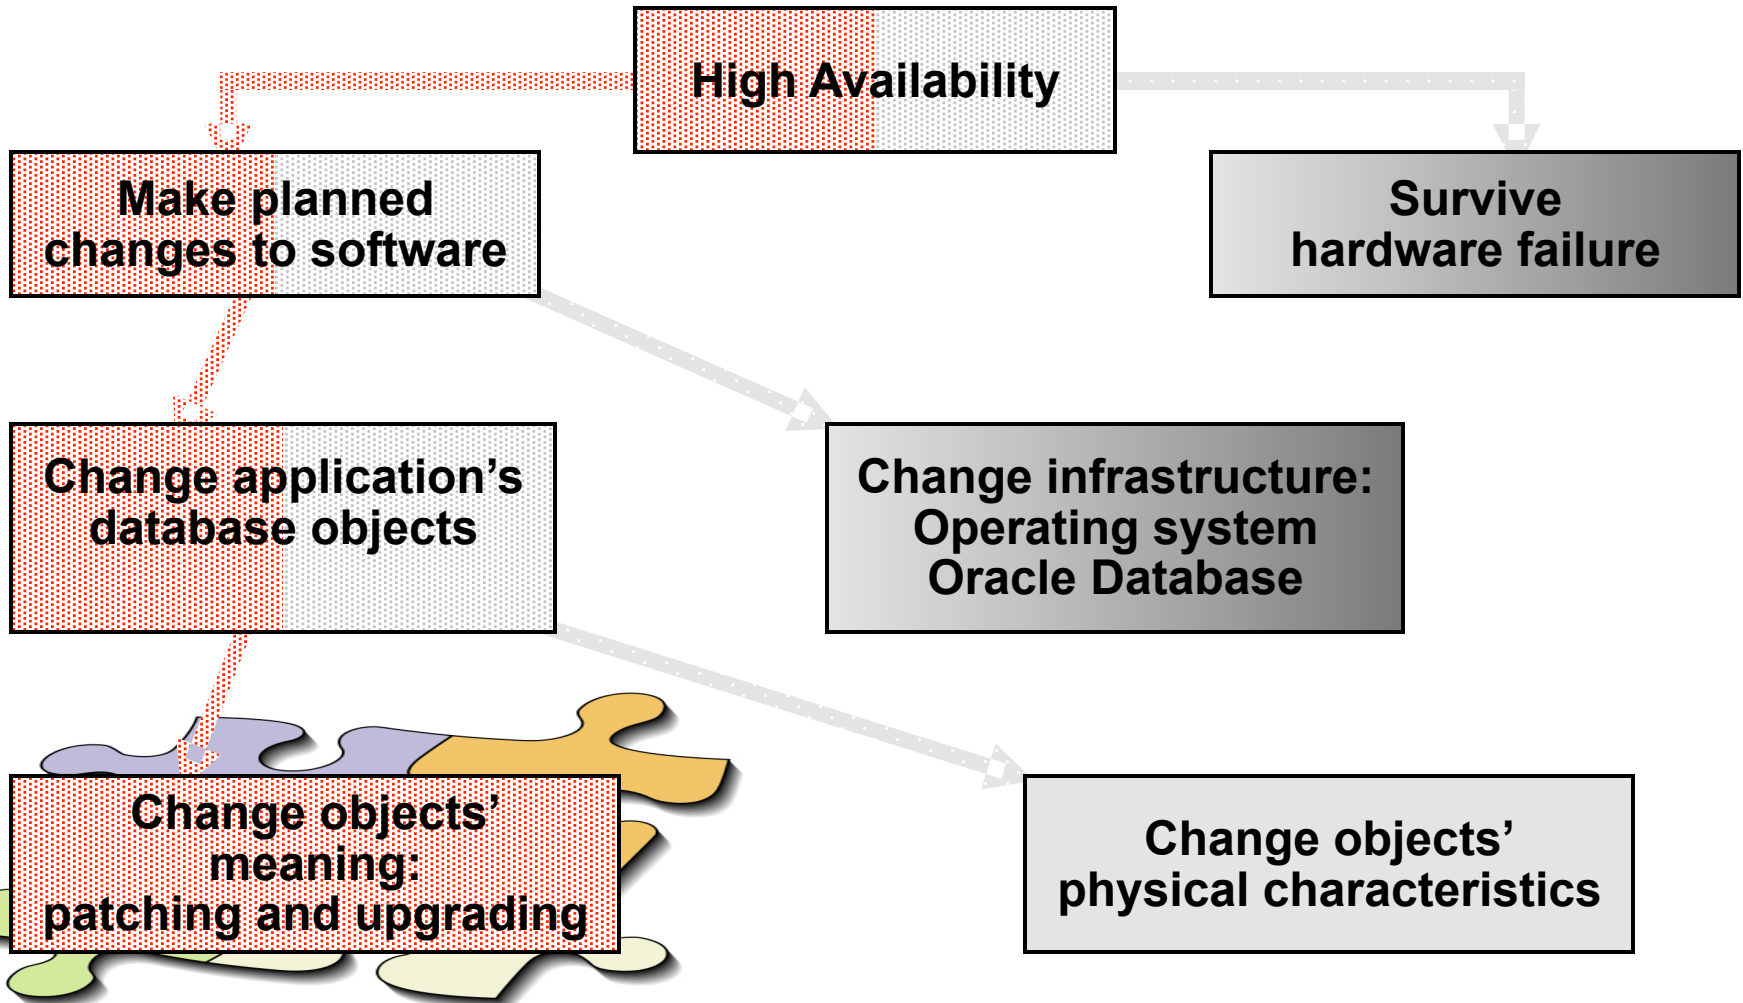 High Availability
Make planned
changes to software
Survive
hardware failure
Change application’s
database objects
Change infrastructure:
Operating system
Oracle Database
Change objects’
meaning:
patching and upgrading
Change objects’
physical characteristics